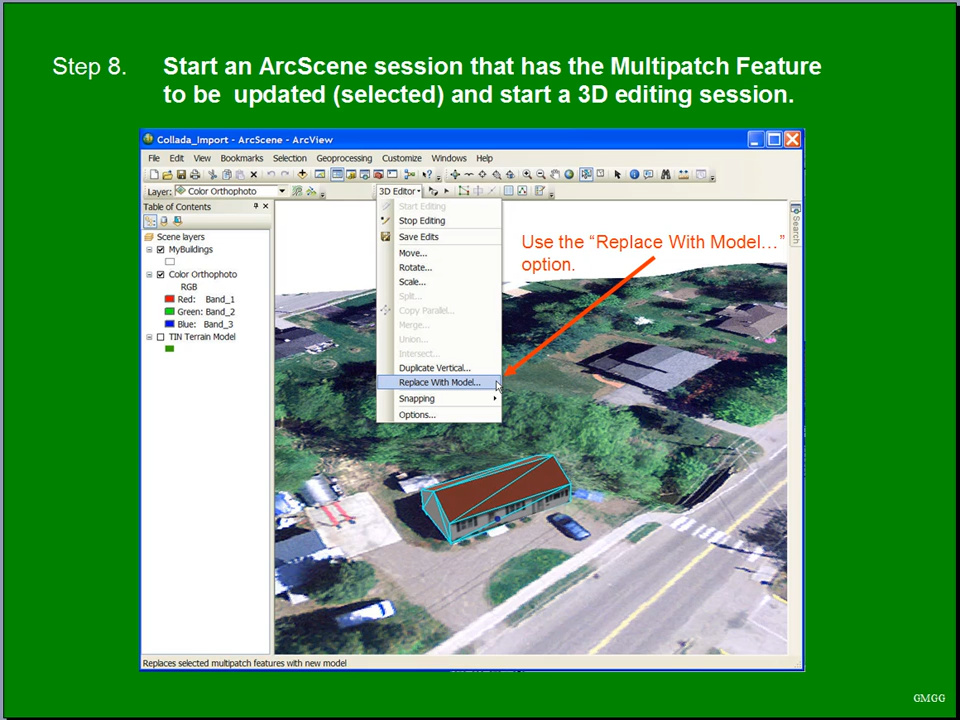 Step 8. Start an ArcScene session that has the Multipatch Feature
to be updated (selected) and start a 3D editing session.
Collada_Import - ArcScene - ArcView
File Edit View Bookmarks Selection Geoprocessing Customize Windows Help
Layer: Color Orthophoto 3D Editor
Table of Contents
Scene layers
MyBuildings
Color Orthophoto
RGB
Red: Band_1
Green: Band_2
Blue: Band_3
TIN Terrain Model
Start Editing
Stop Editing
Save Edits
Move...
Rotate...
Scale...
Split...
Copy Parallel...
Merge...
Union...
Intersect...
Duplicate Vertical...
Replace With Model...
Snapping
Options...
Search
Use the “Replace With Model…”
option.
Replaces selected multipatch features with new model
GMGG